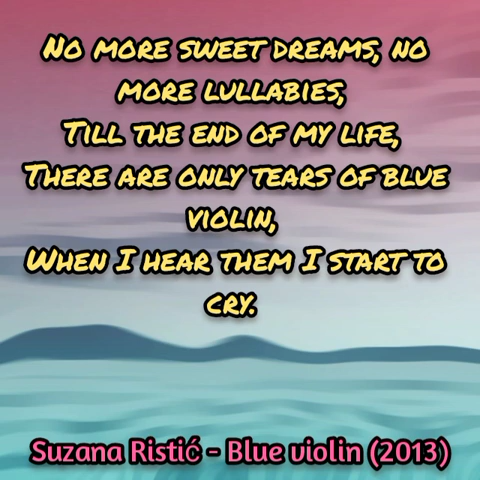 No more sweet dreams, no
more lullabies,
Till the end of my life,
There are only tears of blue
violin,
When I hear them I start to
cry.
Suzana Ristić - Blue violin (2013)